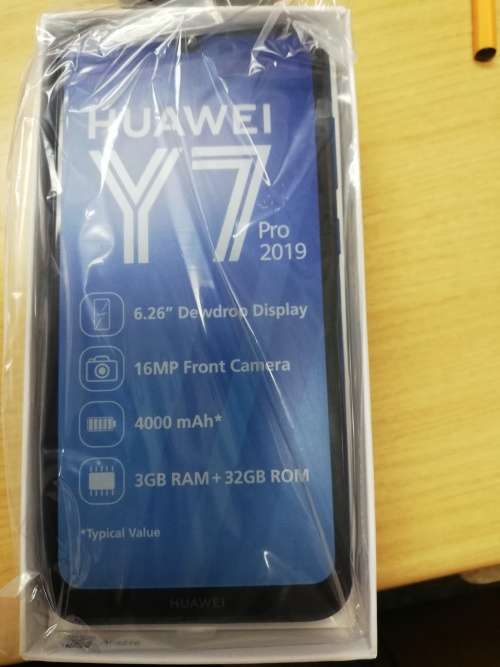 HUAWEI
Y7
Pro
2019
6.26" Dewdrop Display
16MP Front Camera
4000 mAh*
3GB RAM + 32GB ROM
*Typical Value
HUAWEI